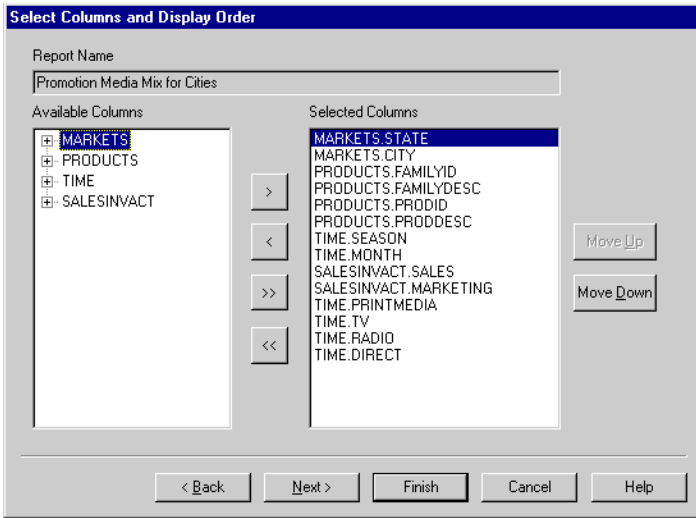 Select Columns and Display Order
Report Name
Promotion Media Mix for Cities
Available Columns
Selected Columns
MARKETS
PRODUCTS
TIME
SALESINVACT
>
<
>>
<<
MARKETS.STATE
MARKETS.CITY
PRODUCTS.FAMILYID
PRODUCTS.FAMILYDESC
PRODUCTS.PRODID
PRODUCTS.PRODDESC
TIME.SEASON
TIME.MONTH
SALESINVACT.SALES
SALESINVACT.MARKETING
TIME.PRINTMEDIA
TIME.TV
TIME.RADIO
TIME.DIRECT
Move Up
Move Down
< Back
Next >
Finish
Cancel
Help